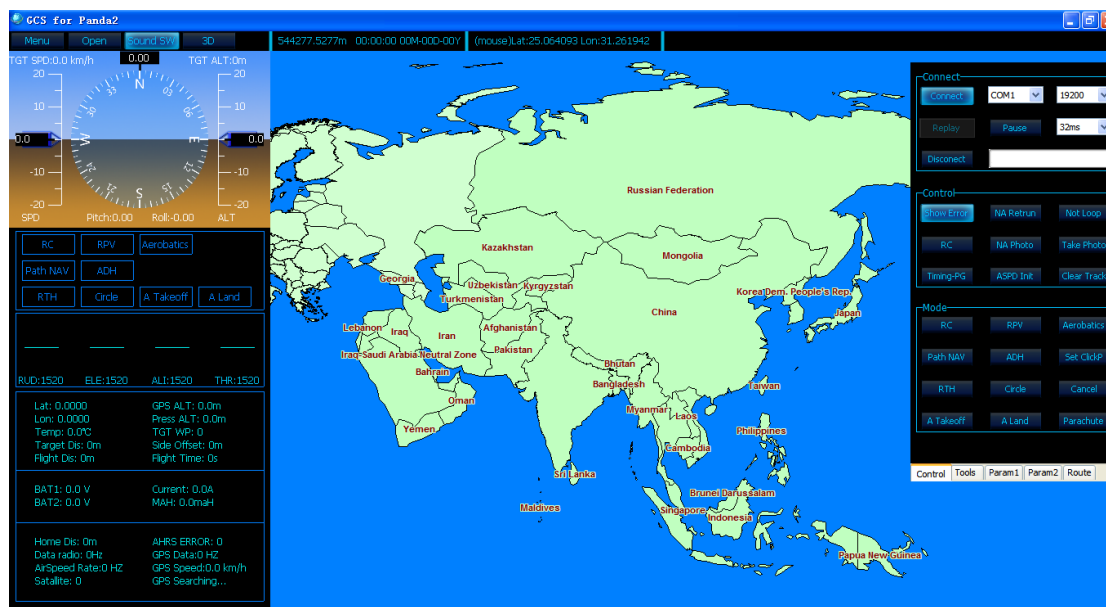 GCS for Panda2
Menu Open Sound SW 3D 544277.5277m 00:00:00 00M-00D-00Y (mouse)Lat:25.064093 Lon:31.261942
TGT SPD:0.0 km/h 0.00 TGT ALT:0m
20 20
N
33 03
10 10
06
0.0 W E 0.0
-10 24 12 -10
21 15
-20 S -20
SPD Pitch:0.00 Roll:-0.00 ALT
RC RPV Aerobatics
Path NAV ADH
RTH Circle A Takeoff A Land
RUD:1520 ELE:1520 ALI:1520 THR:1520
Lat: 0.0000 GPS ALT: 0.0m
Lon: 0.0000 Press ALT: 0.0m
Temp: 0.0℃ TGT WP: 0
Target Dis: 0m Side Offset: 0m
Flight Dis: 0m Flight Time: 0s
BAT1: 0.0 V Current: 0.0A
BAT2: 0.0 V MAH: 0.0maH
Home Dis: 0m AHRS ERROR: 0
Data radio: 0Hz GPS Data:0 HZ
AirSpeed Rate:0 HZ GPS Speed:0.0 km/h
Satallite: 0 GPS Searching...
Russian Federation
Kazakhstan
Mongolia
Georgia
Uzbekistan
Kyrgyzstan
Turkmenistan
Korea Dem. People's Rep.
Japan
China
Lebanon
Iraq
Iran
Afghanistan
Iraq-Saudi Arabia Neutral Zone
Pakistan
Bahrain
Bhutan
Bangladesh
Taiwan
Oman
Myanmar
Laos
Yemen
Philippines
Cambodia
Sri Lanka
Brunei Darussalam
Maldives
Singapore
Indonesia
Papua New Guinea
Connect
Connect COM1 19200
Replay Pause 32ms
Disconect
Control
Show Error NA Retrun Not Loop
RC NA Photo Take Photo
Timing-PG ASPD Init Clear Track
Mode
RC RPV Aerobatics
Path NAV ADH Set ClickP
RTH Circle Cancel
A Takeoff A Land Parachute
Control Tools Param1 Param2 Route